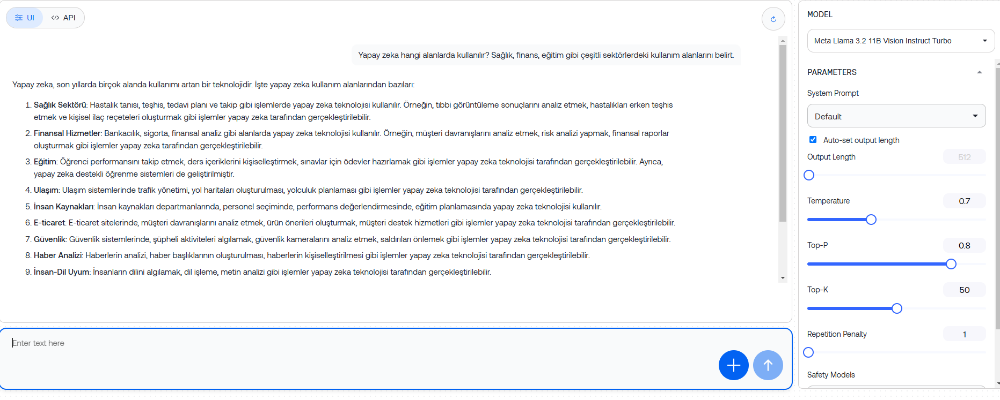 UI
API
Yapay zeka hangi alanlarda kullanılır? Sağlık, finans, eğitim gibi çeşitli sektörlerdeki kullanım alanlarını belirt.
Yapay zeka, son yıllarda birçok alanda kullanımı artan bir teknolojidir. İşte yapay zeka kullanım alanlarından bazıları:
1. Sağlık Sektörü: Hastalık tanısı, teşhis, tedavi planı ve takip gibi işlemlerde yapay zeka teknolojisi kullanılır. Örneğin, tıbbi görüntüleme sonuçlarını analiz etmek, hastalıkları erken teşhis
etmek ve kişisel ilaç reçeteleri oluşturmak gibi işlemler yapay zeka tarafından gerçekleştirilebilir.
2. Finansal Hizmetler: Bankacılık, sigorta, finansal analiz gibi alanlarda yapay zeka teknolojisi kullanılır. Örneğin, müşteri davranışlarını analiz etmek, risk analizi yapmak, finansal raporlar
oluşturmak gibi işlemler yapay zeka tarafından gerçekleştirilebilir.
3. Eğitim: Öğrenci performansını takip etmek, ders içeriklerini kişiselleştirmek, sınavlar için ödevler hazırlamak gibi işlemler yapay zeka teknolojisi tarafından gerçekleştirilebilir. Ayrıca,
yapay zeka destekli öğrenme sistemleri de geliştirilmiştir.
4. Ulaşım: Ulaşım sistemlerinde trafik yönetimi, yol haritaları oluşturulması, yolculuk planlaması gibi işlemler yapay zeka teknolojisi tarafından gerçekleştirilebilir.
5. İnsan Kaynakları: İnsan kaynakları departmanlarında, personel seçiminde, performans değerlendirmesinde, eğitim planlamasında yapay zeka teknolojisi kullanılır.
6. E-ticaret: E-ticaret sitelerinde, müşteri davranışlarını analiz etmek, ürün önerileri oluşturmak, müşteri destek hizmetleri gibi işlemler yapay zeka teknolojisi tarafından gerçekleştirilebilir.
7. Güvenlik: Güvenlik sistemlerinde, şüpheli aktiviteleri algılamak, güvenlik kameralarını analiz etmek, saldırıları önlemek gibi işlemler yapay zeka teknolojisi tarafından gerçekleştirilebilir.
8. Haber Analizi: Haberlerin analizi, haber başlıklarının oluşturulması, haberlerin kişiselleştirilmesi gibi işlemler yapay zeka teknolojisi tarafından gerçekleştirilebilir.
9. İnsan-Dil Uyum: İnsanların dilini algılamak, dil işleme, metin analizi gibi işlemler yapay zeka teknolojisi tarafından gerçekleştirilebilir.
Enter text here
MODEL
Meta Llama 3.2 11B Vision Instruct Turbo
PARAMETERS
System Prompt
Default
Auto-set output length
Output Length 512
Temperature 0.7
Top-P 0.8
Top-K 50
Repetition Penalty 1
Safety Models